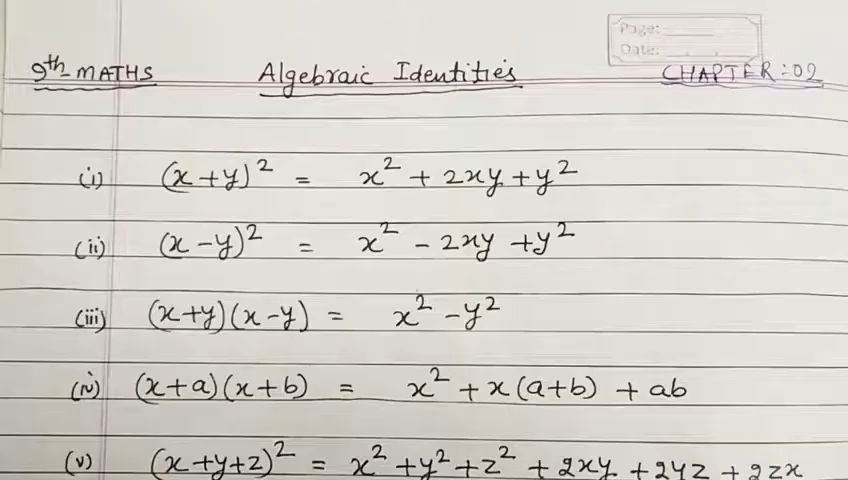 Page:
Date:
9th MATHS Algebraic Identities CHAPTER:02
(i) (x+y)² = x² + 2xy + y²
(ii) (x-y)² = x² - 2xy + y²
(iii) (x+y)(x-y) = x² - y²
(iv) (x+a)(x+b) = x² + x(a+b) + ab
(v) (x+y+z)² = x² + y² + z² + 2xy + 2yz + 2zx